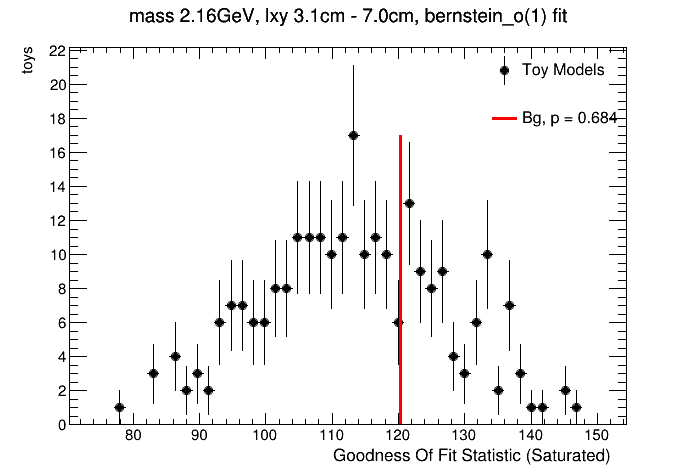 mass 2.16GeV, lxy 3.1cm - 7.0cm, bernstein_o(1) fit
toys
22
20
18
16
14
12
10
8
6
4
2
0
Toy Models
Bg, p = 0.684
80 90 100 110 120 130 140 150
Goodness Of Fit Statistic (Saturated)